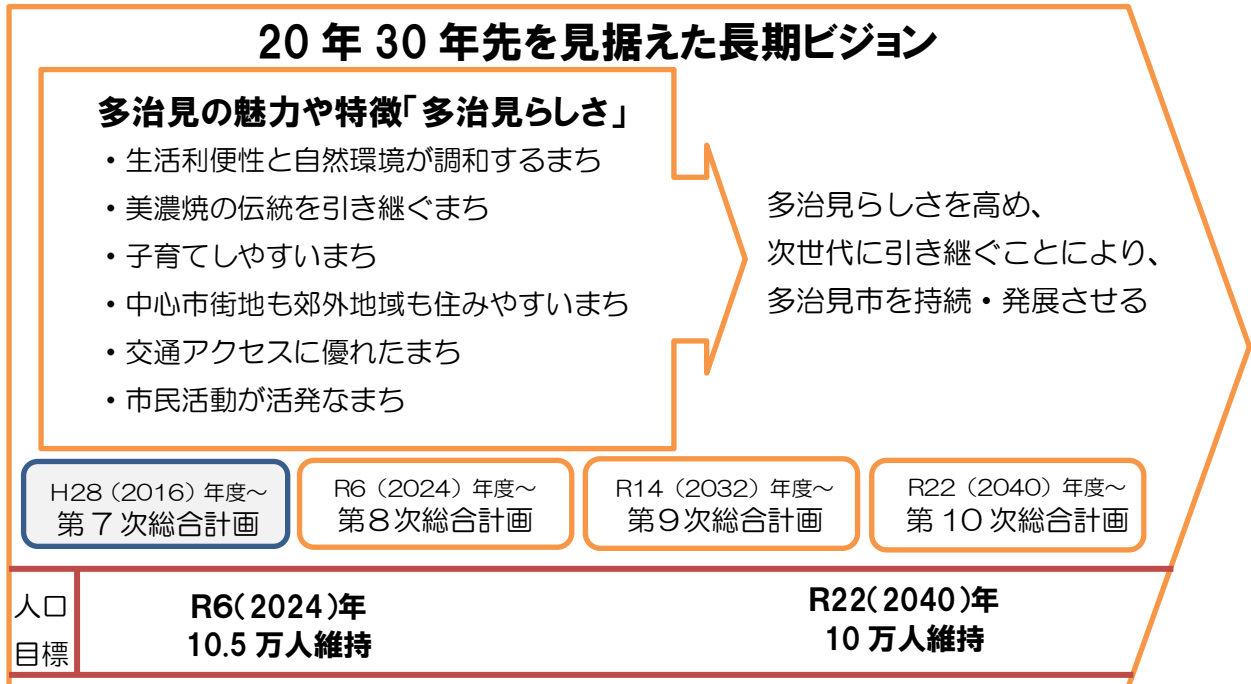 20 年 30 年先を見据えた長期ビジョン
多治見の魅力や特徴「多治見らしさ」
・生活利便性と自然環境が調和するまち
・美濃焼の伝統を引き継ぐまち
・子育てしやすいまち
・中心市街地も郊外地域も住みやすいまち
・交通アクセスに優れたまち
・市民活動が活発なまち
多治見らしさを高め、
次世代に引き継ぐことにより、
多治見市を持続・発展させる
H28（2016）年度～
第７次総合計画
R6（2024）年度～
第８次総合計画
R14（2032）年度～
第９次総合計画
R22（2040）年度～
第 10 次総合計画
人口
目標
R6(2024)年
10.5 万人維持
R22(2040)年
10 万人維持